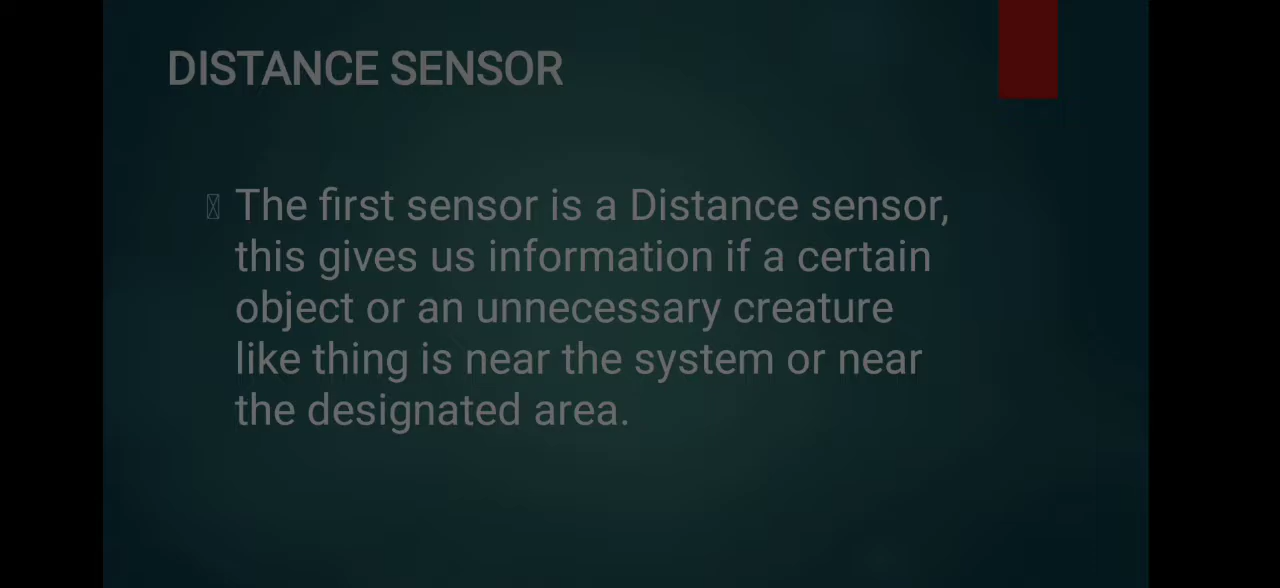 DISTANCE SENSOR
The first sensor is a Distance sensor,
this gives us information if a certain
object or an unnecessary creature
like thing is near the system or near
the designated area.